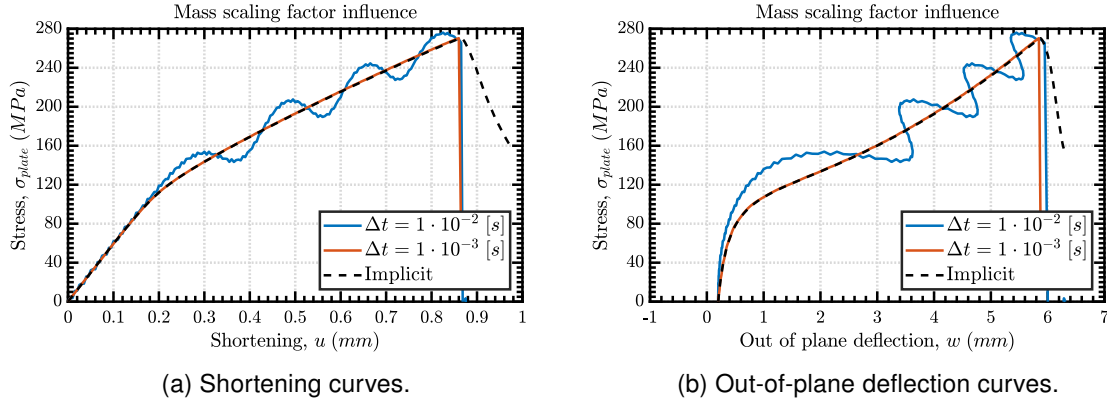 Mass scaling factor influence
280
240
200
160
120
80
40
0
Stress, σ_plate (MPa)
0 0.1 0.2 0.3 0.4 0.5 0.6 0.7 0.8 0.9 1
Shortening, u (mm)
Δt = 1 · 10⁻² [s]
Δt = 1 · 10⁻³ [s]
Implicit
(a) Shortening curves.
Mass scaling factor influence
280
240
200
160
120
80
40
0
Stress, σ_plate (MPa)
-1 0 1 2 3 4 5 6 7
Out of plane deflection, w (mm)
Δt = 1 · 10⁻² [s]
Δt = 1 · 10⁻³ [s]
Implicit
(b) Out-of-plane deflection curves.